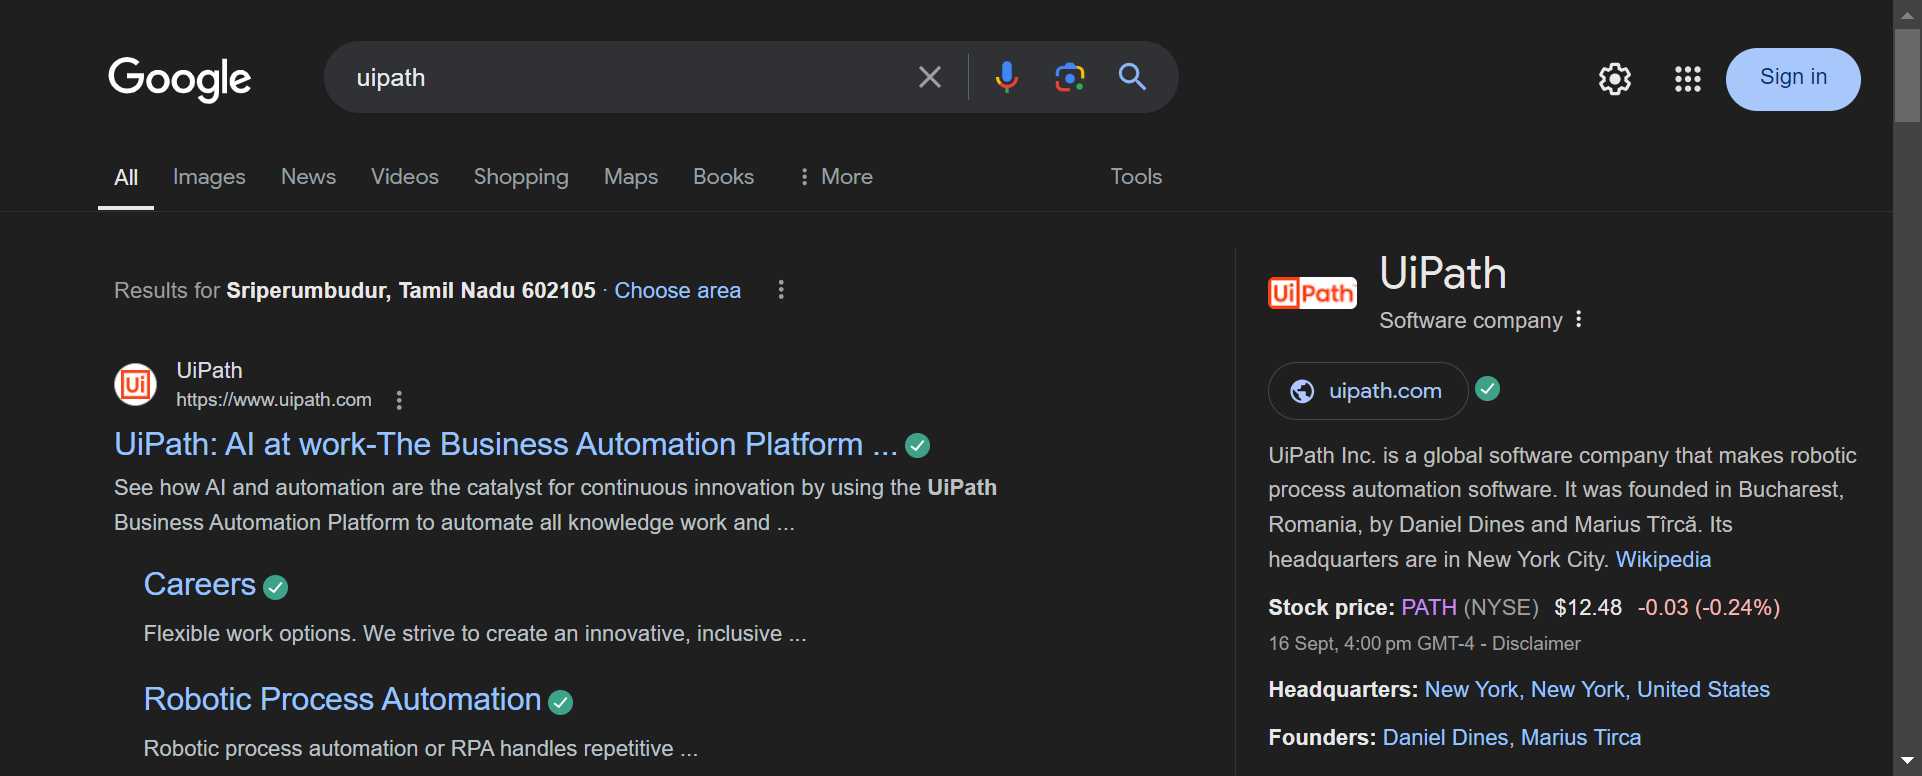 Google
uipath
Sign in
All Images News Videos Shopping Maps Books More Tools
Results for Sriperumbudur, Tamil Nadu 602105 · Choose area
Ui
UiPath
https://www.uipath.com
UiPath: AI at work-The Business Automation Platform ...
See how AI and automation are the catalyst for continuous innovation by using the UiPath
Business Automation Platform to automate all knowledge work and ...
Careers
Flexible work options. We strive to create an innovative, inclusive ...
Robotic Process Automation
Robotic process automation or RPA handles repetitive ...
UiPath
UiPath
Software company
uipath.com
UiPath Inc. is a global software company that makes robotic
process automation software. It was founded in Bucharest,
Romania, by Daniel Dines and Marius Tîrcă. Its
headquarters are in New York City. Wikipedia
Stock price: PATH (NYSE) $12.48 -0.03 (-0.24%)
16 Sept, 4:00 pm GMT-4 - Disclaimer
Headquarters: New York, New York, United States
Founders: Daniel Dines, Marius Tirca